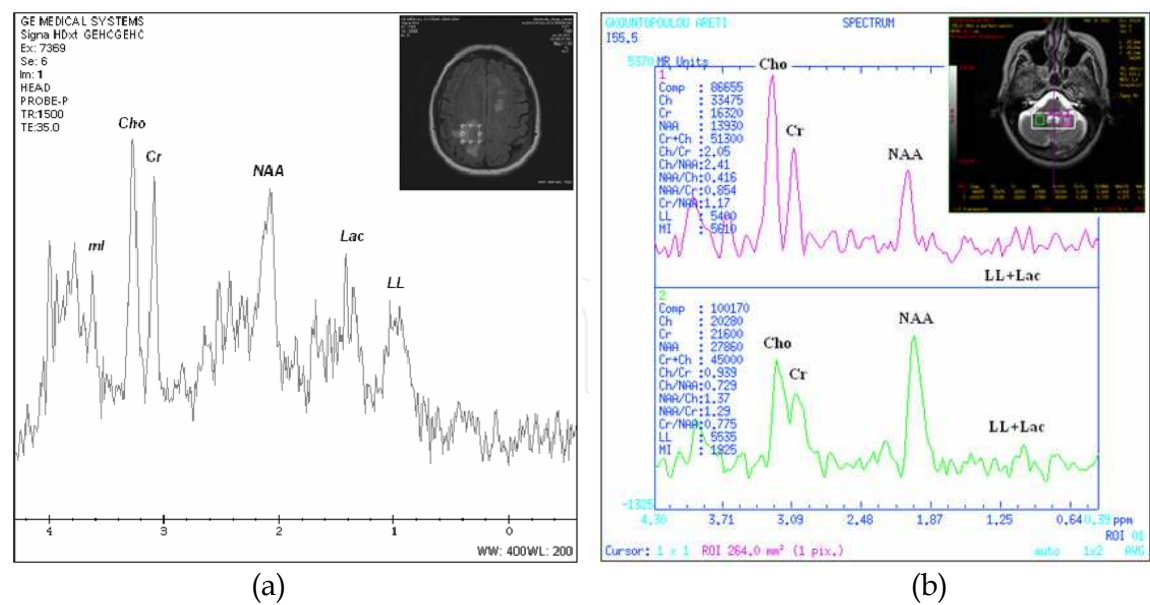 GE MEDICAL SYSTEMS
Signa HDxt GEHCGEHC
Ex: 7369
Se: 6
Im: 1
HEAD
PROBE-P
TR:1500
TE:35.0
Cho
Cr
NAA
mI
Lac
LL
4
3
2
1
0
WW: 400WL: 200
(a)
GKOUNTOPOULOU ARETI
SPECTRUM
I55.5
5370
MR Units
1
Comp : 86655
Ch : 33475
Cr : 16320
NAA : 13930
Cr+Ch : 51300
Ch/Cr :2.05
Ch/NAA:2.41
NAA/Ch:0.416
NAA/Cr:0.854
Cr/NAA:1.17
LL : 5400
MI : 5610
Cho
Cr
NAA
LL+Lac
2
Comp : 100170
Ch : 20280
Cr : 21600
NAA : 27860
Cr+Ch : 45000
Ch/Cr :0.939
Ch/NAA:0.729
NAA/Ch:1.37
NAA/Cr:1.29
Cr/NAA:0.775
LL : 5535
MI : 1925
Cho
Cr
NAA
LL+Lac
-1325
4.30 3.71 3.09 2.48 1.87 1.25 0.64 0.39 ppm
ROI 01
Cursor: 1 x 1 ROI 264.0 mm² (1 pix.) auto 1x2 AVG
(b)